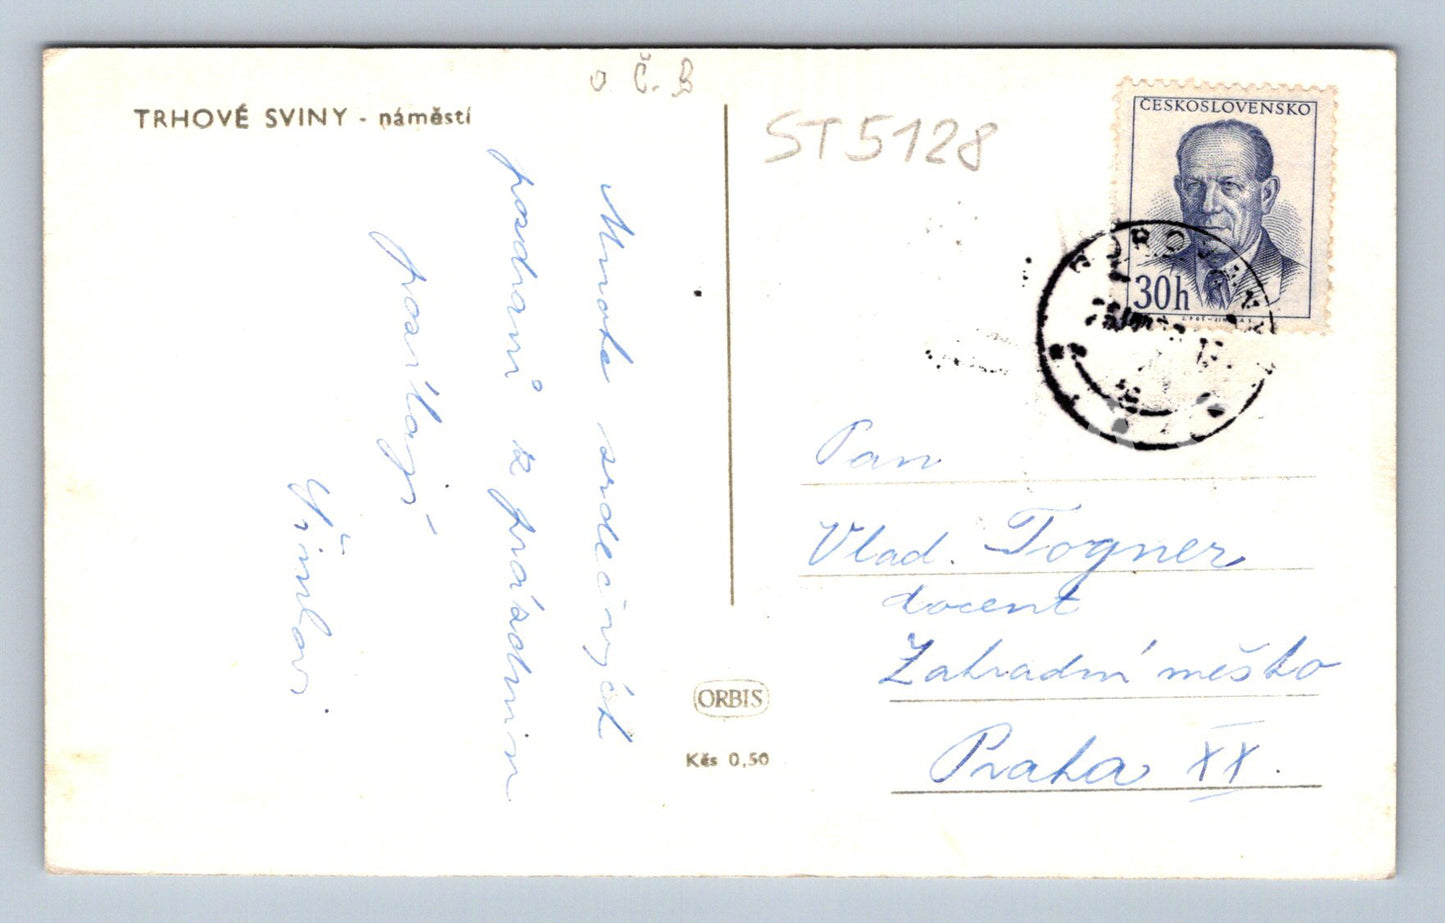 u Č. B
TRHOVÉ SVINY - náměstí
Mnoho srdečných
pozdravů z prázdnin
posílají
ORBIS
Kčs 0,50
ST5128
ČESKOSLOVENSKO
30h
Pan
Vlad. Togner
docent
Zahradní město
Praha XX.